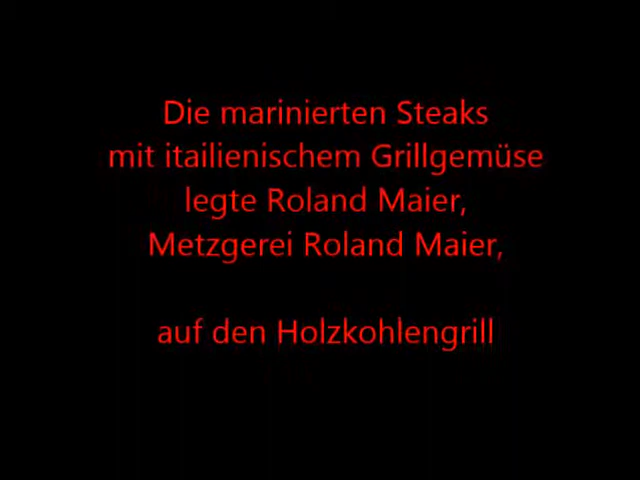 Die marinierten Steaks
mit itailienischem Grillgemüse
legte Roland Maier,
Metzgerei Roland Maier,
auf den Holzkohlengrill